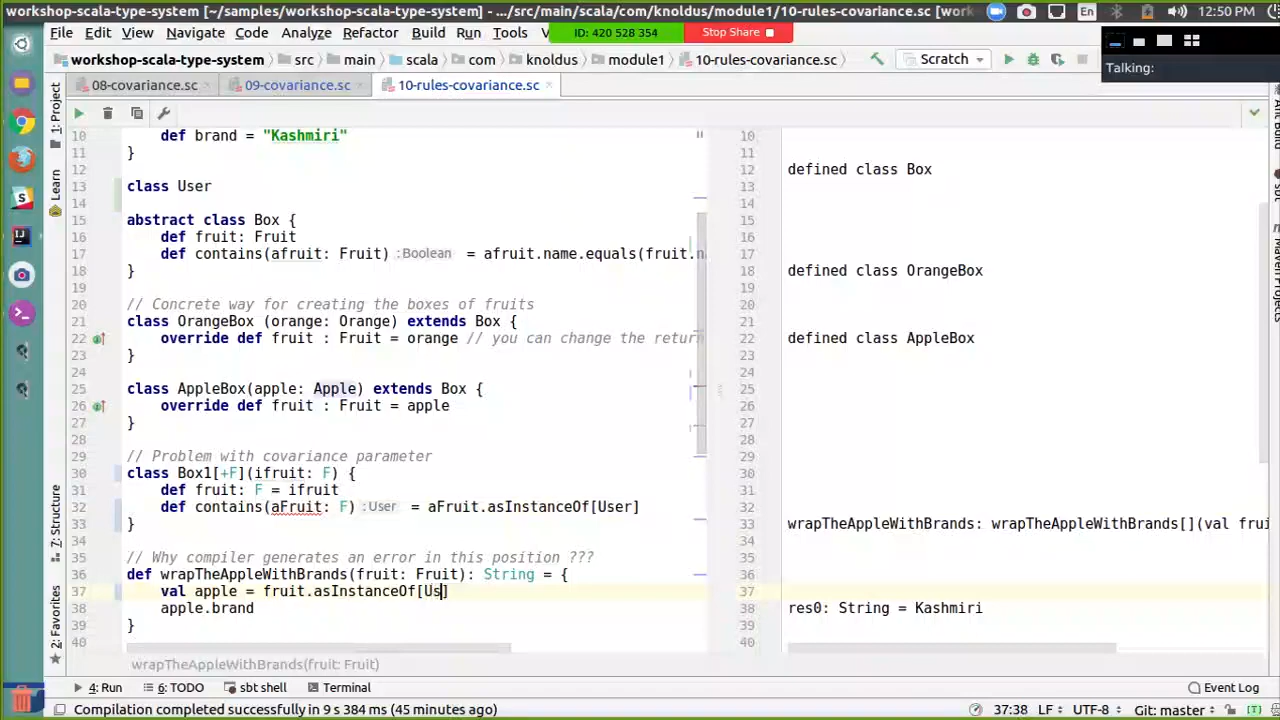 workshop-scala-type-system [~/samples/workshop-scala-type-system] - .../src/main/scala/com/knoldus/module1/10-rules-covariance.sc [work
En 12:50 PM
File Edit View Navigate Code Analyze Refactor Build Run Tools ID: 420 528 354 Stop Share
workshop-scala-type-system src main scala com knoldus module1 10-rules-covariance.sc Scratch
Talking:
08-covariance.sc 09-covariance.sc 10-rules-covariance.sc
1: Project
Learn
7: Structure
2: Favorites
Ant Build
sbt
Maven Projects
10 def brand = "Kashmiri" 10
11 } 11
12 12 defined class Box
13 class User 13
14 14
15 abstract class Box { 15
16 def fruit: Fruit 16
17 def contains(afruit: Fruit) :Boolean = afruit.name.equals(fruit. 17
18 } 18 defined class OrangeBox
19 19
20 // Concrete way for creating the boxes of fruits 20
21 class OrangeBox (orange: Orange) extends Box { 21
22 override def fruit : Fruit = orange // you can change the return 22 defined class AppleBox
23 } 23
24 24
25 class AppleBox(apple: Apple) extends Box { 25
26 override def fruit : Fruit = apple 26
27 } 27
28 28
29 // Problem with covariance parameter 29
30 class Box1[+F](ifruit: F) { 30
31 def fruit: F = ifruit 31
32 def contains(aFruit: F) :User = aFruit.asInstanceOf[User] 32
33 } 33 wrapTheAppleWithBrands: wrapTheAppleWithBrands[](val frui
34 34
35 // Why compiler generates an error in this position ??? 35
36 def wrapTheAppleWithBrands(fruit: Fruit): String = { 36
37 val apple = fruit.asInstanceOf[Us] 37
38 apple.brand 38 res0: String = Kashmiri
39 } 39
40 40
wrapTheAppleWithBrands(fruit: Fruit)
4: Run 6: TODO sbt shell Terminal Event Log
Compilation completed successfully in 9 s 384 ms (45 minutes ago) 37:38 LF UTF-8 Git: master [T]